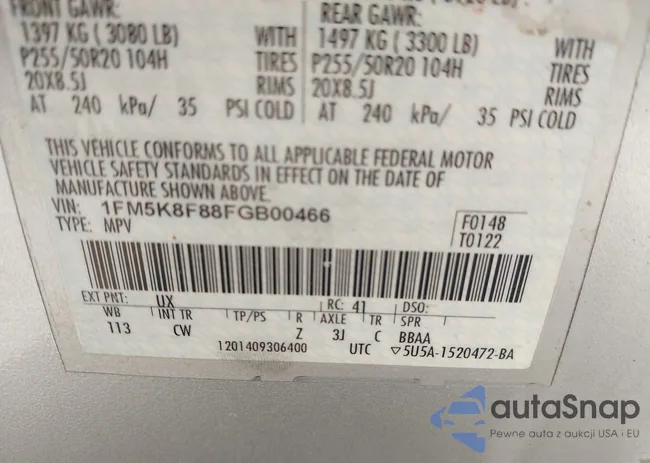 FRONT GAWR: REAR GAWR:
1397 KG ( 3080 LB) WITH 1497 KG ( 3300 LB) WITH
P255/50R20 104H TIRES P255/50R20 104H TIRES
20X8.5J RIMS 20X8.5J RIMS
AT 240 kPa/ 35 PSI COLD AT 240 kPa/ 35 PSI COLD
THIS VEHICLE CONFORMS TO ALL APPLICABLE FEDERAL MOTOR
VEHICLE SAFETY STANDARDS IN EFFECT ON THE DATE OF
MANUFACTURE SHOWN ABOVE.
VIN: 1FM5K8F88FGB00466
TYPE: MPV
F0148
T0122
EXT PNT: UX RC: 41 DSO:
WB INT TR TP/PS R AXLE TR SPR
113 CW Z 3J C BBAA
1201409306400 UTC ▽5U5A-1520472-BA
autaSnap
Pewne auta z aukcji USA i EU